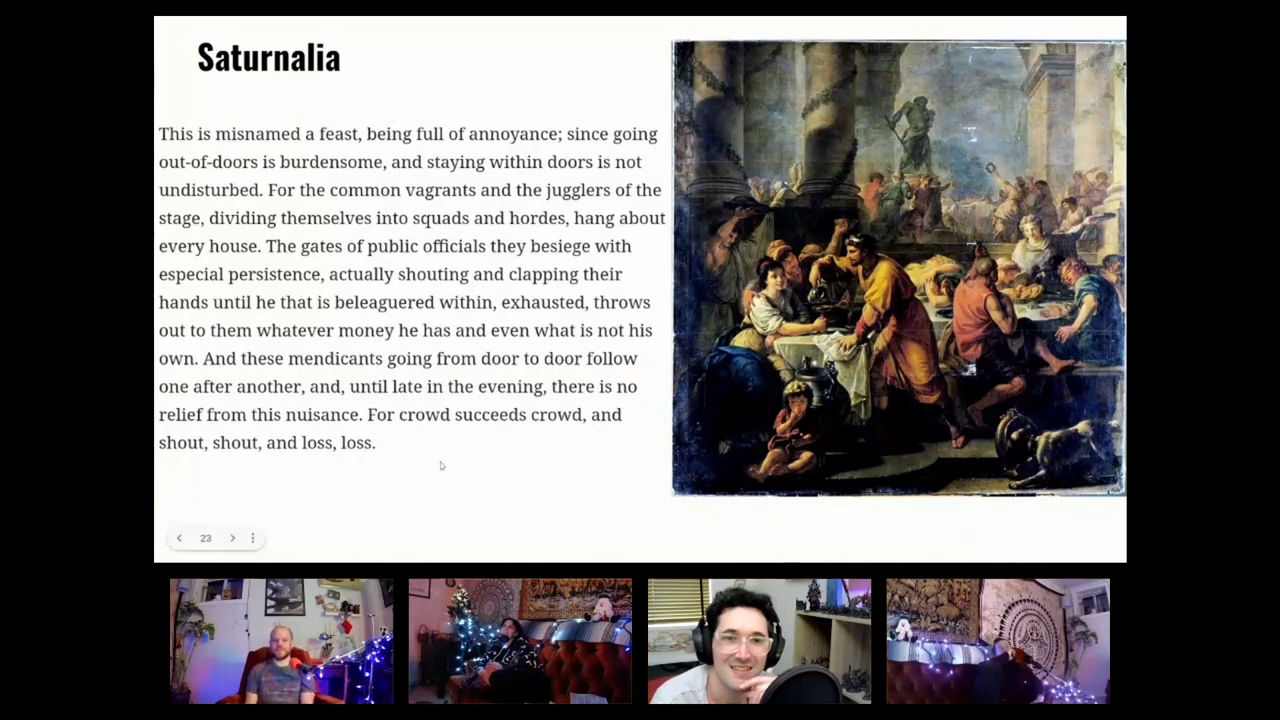 Saturnalia
This is misnamed a feast, being full of annoyance; since going
out-of-doors is burdensome, and staying within doors is not
undisturbed. For the common vagrants and the jugglers of the
stage, dividing themselves into squads and hordes, hang about
every house. The gates of public officials they besiege with
especial persistence, actually shouting and clapping their
hands until he that is beleaguered within, exhausted, throws
out to them whatever money he has and even what is not his
own. And these mendicants going from door to door follow
one after another, and, until late in the evening, there is no
relief from this nuisance. For crowd succeeds crowd, and
shout, shout, and loss, loss.
23